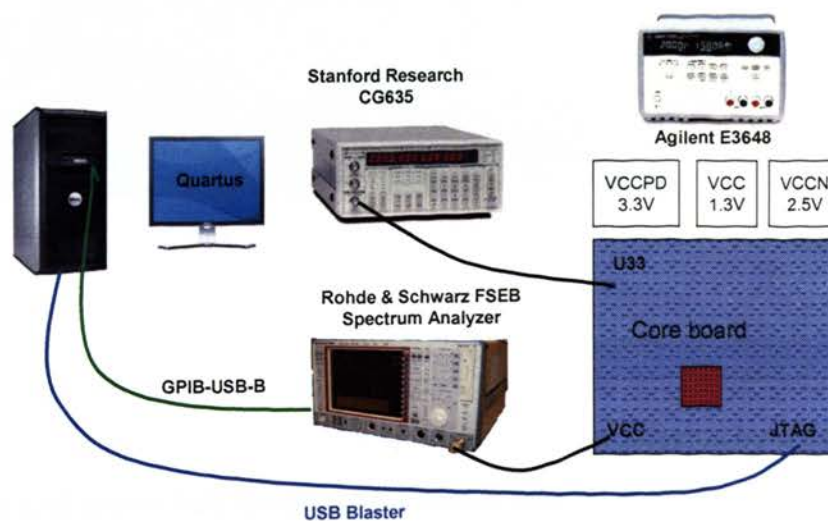 Stanford Research
CG635
Agilent E3648
Quartus
VCCPD
3.3V
VCC
1.3V
VCCN
2.5V
U33
Rohde & Schwarz FSEB
Spectrum Analyzer
Core board
GPIB-USB-B
VCC
JTAG
USB Blaster